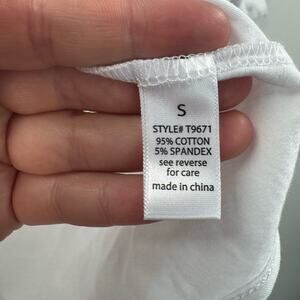 S
STYLE# T9671
95% COTTON
5% SPANDEX
see reverse
for care
made in china